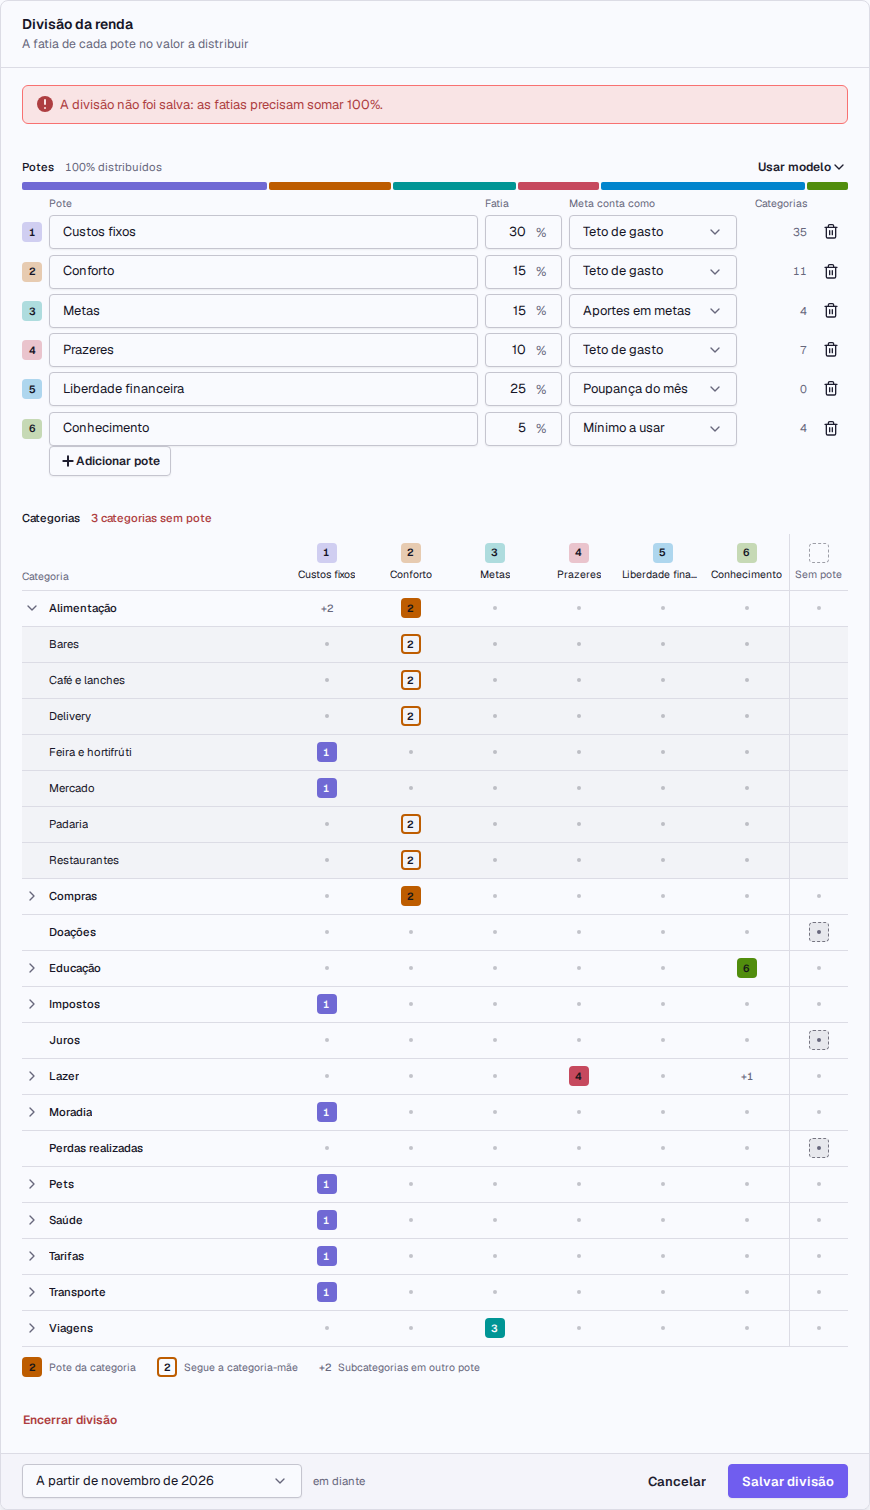 Divisão da renda
A fatia de cada pote no valor a distribuir
A divisão não foi salva: as fatias precisam somar 100%.
Potes 100% distribuídos Usar modelo
Pote Fatia Meta conta como Categorias
1 Custos fixos 30 % Teto de gasto 35
2 Conforto 15 % Teto de gasto 11
3 Metas 15 % Aportes em metas 4
4 Prazeres 10 % Teto de gasto 7
5 Liberdade financeira 25 % Poupança do mês 0
6 Conhecimento 5 % Mínimo a usar 4
Adicionar pote
Categorias 3 categorias sem pote
1 2 3 4 5 6
Categoria Custos fixos Conforto Metas Prazeres Liberdade fina... Conhecimento Sem pote
Alimentação +2 2
Bares 2
Café e lanches 2
Delivery 2
Feira e hortifrúti 1
Mercado 1
Padaria 2
Restaurantes 2
Compras 2
Doações
Educação 6
Impostos 1
Juros
Lazer 4 +1
Moradia 1
Perdas realizadas
Pets 1
Saúde 1
Tarifas 1
Transporte 1
Viagens 3
2 Pote da categoria 2 Segue a categoria-mãe +2 Subcategorias em outro pote
Encerrar divisão
A partir de novembro de 2026 em diante Cancelar Salvar divisão